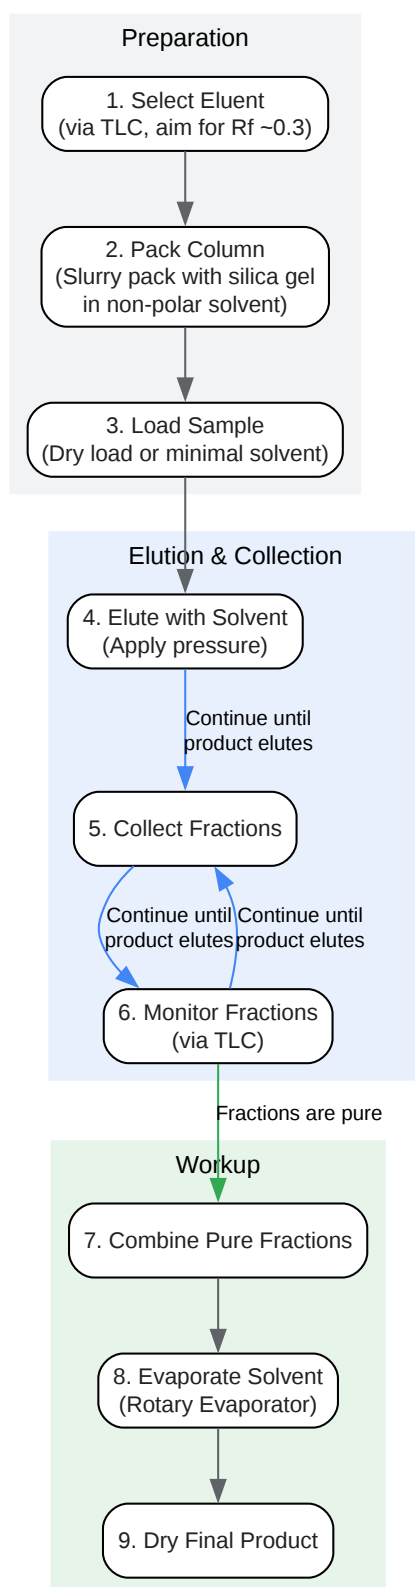 Preparation
1. Select Eluent
(via TLC, aim for Rf ~0.3)
2. Pack Column
(Slurry pack with silica gel
in non-polar solvent)
3. Load Sample
(Dry load or minimal solvent)
Elution & Collection
4. Elute with Solvent
(Apply pressure)
Continue until
product elutes
5. Collect Fractions
Continue until
product elutes
Continue until
product elutes
6. Monitor Fractions
(via TLC)
Fractions are pure
Workup
7. Combine Pure Fractions
8. Evaporate Solvent
(Rotary Evaporator)
9. Dry Final Product